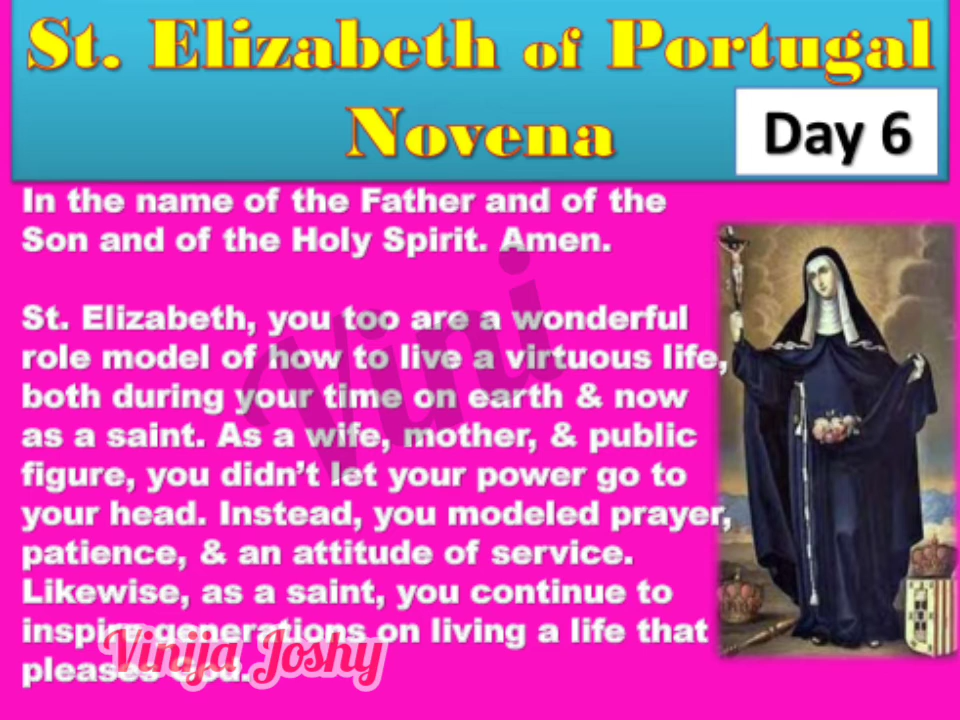 St. Elizabeth of Portugal
Novena
Day 6
In the name of the Father and of the
Son and of the Holy Spirit. Amen.
St. Elizabeth, you too are a wonderful
role model of how to live a virtuous life,
both during your time on earth & now
as a saint. As a wife, mother, & public
figure, you didn't let your power go to
your head. Instead, you modeled prayer,
patience, & an attitude of service.
Likewise, as a saint, you continue to
inspire generations on living a life that
pleases God.
Vini
Vinija Joshy